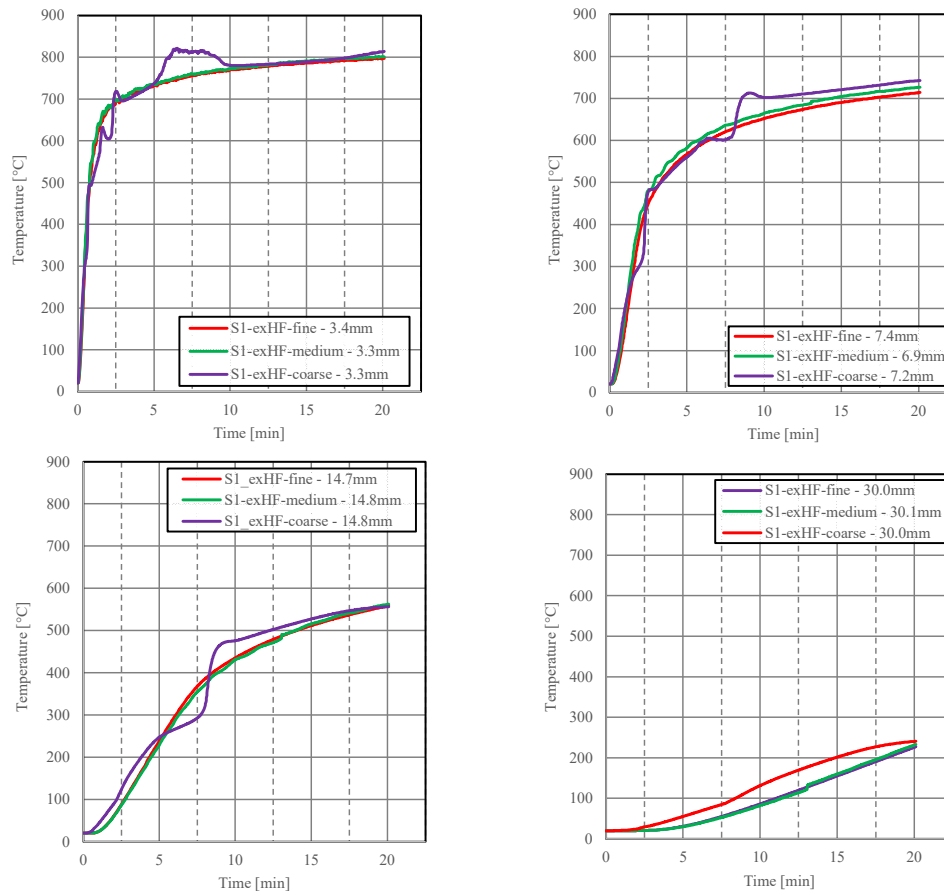 900
800
700
600
500
400
300
200
100
0
Temperature [°C]
S1-exHF-fine - 3.4mm
S1-exHF-medium - 3.3mm
S1-exHF-coarse - 3.3mm
0 5 10 15 20
Time [min]
900
800
700
600
500
400
300
200
100
0
Temperature [°C]
S1-exHF-fine - 7.4mm
S1-exHF-medium - 6.9mm
S1-exHF-coarse - 7.2mm
0 5 10 15 20
Time [min]
900
800
700
600
500
400
300
200
100
0
Temperature [°C]
S1_exHF-fine - 14.7mm
S1-exHF-medium - 14.8mm
S1_exHF-coarse - 14.8mm
0 5 10 15 20
Time [min]
900
800
700
600
500
400
300
200
100
0
Temperature [°C]
S1-exHF-fine - 30.0mm
S1-exHF-medium - 30.1mm
S1-exHF-coarse - 30.0mm
0 5 10 15 20
Time [min]